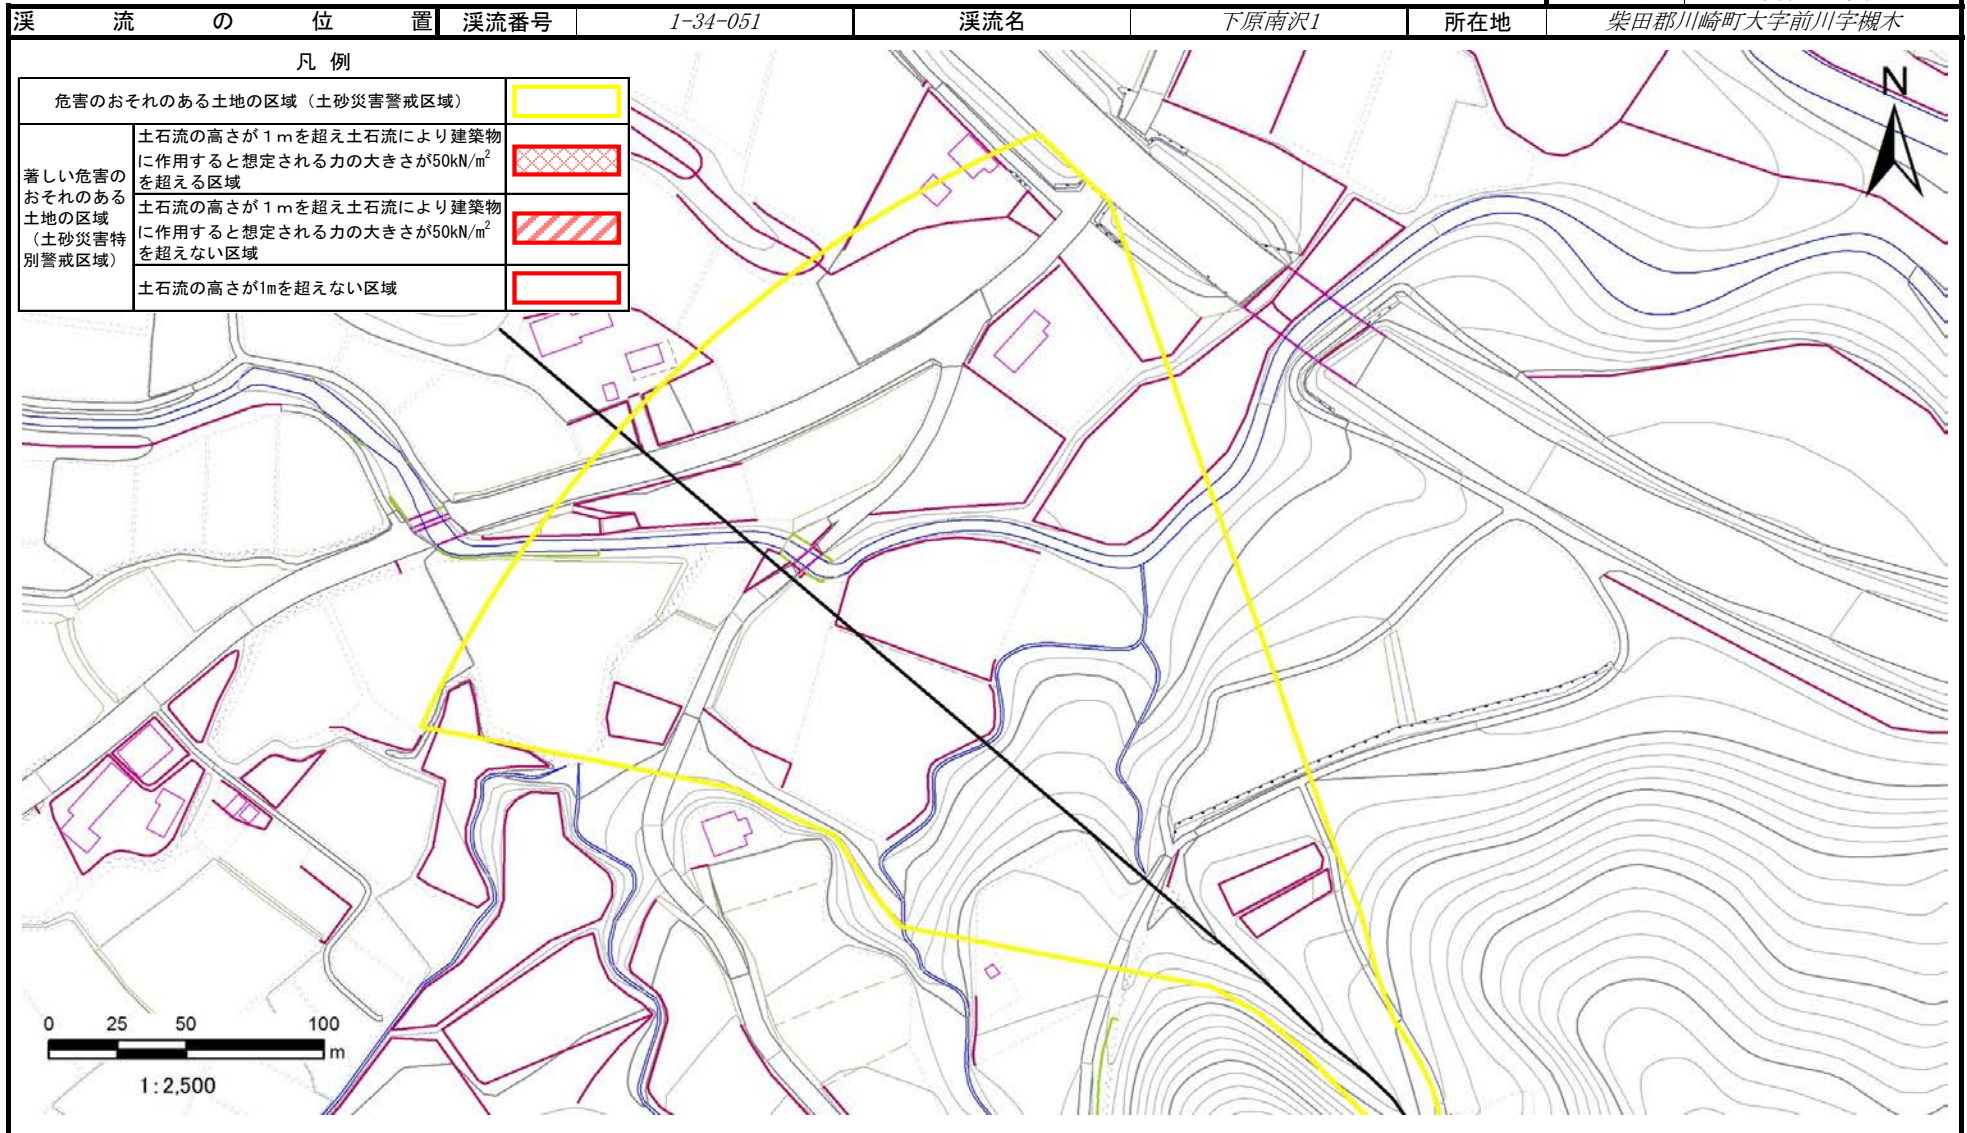 渓流の位置 渓流番号 1-34-051 渓流名 下原南沢1 所在地 柴田郡川崎町大字前川字槻木
凡 例
危害のおそれのある土地の区域（土砂災害警戒区域）
著しい危害の
おそれのある
土地の区域
（土砂災害特
別警戒区域）
土石流の高さが１ｍを超え土石流により建築物
に作用すると想定される力の大きさが50kN/m²
を超える区域
土石流の高さが１ｍを超え土石流により建築物
に作用すると想定される力の大きさが50kN/m²
を超えない区域
土石流の高さが1mを超えない区域
N
0 25 50 100
m
1:2,500